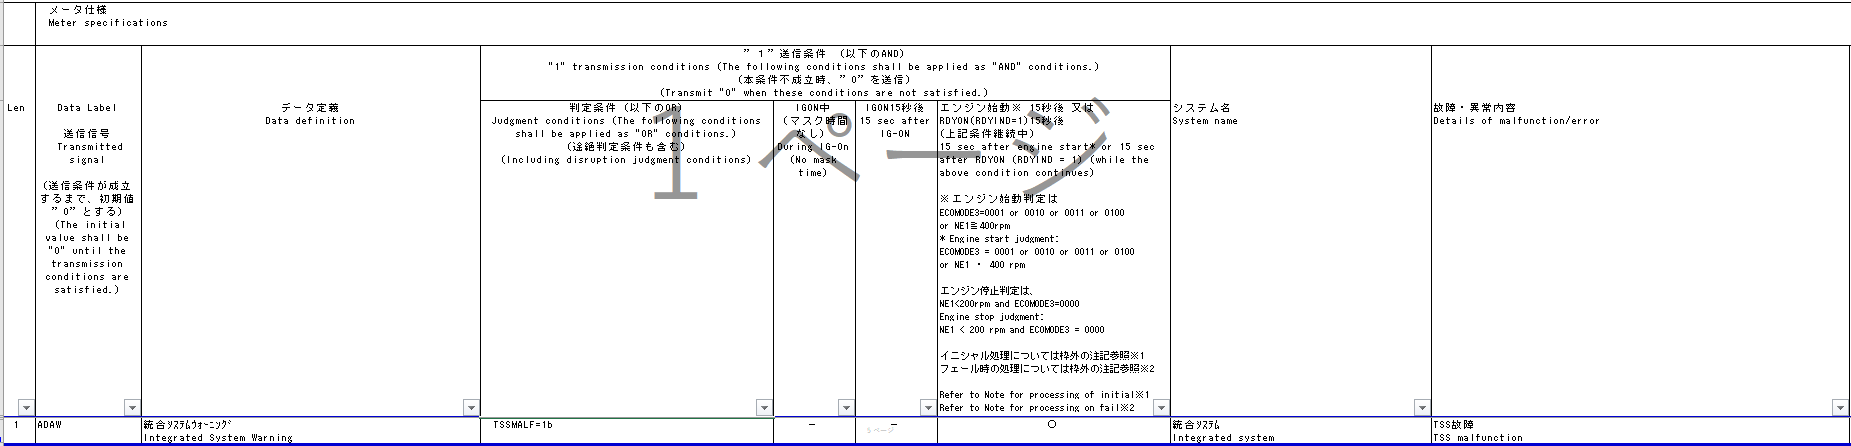 メータ仕様
Meter specifications
Len
Data Label
送信信号
Transmitted
signal
(送信条件が成立
するまで、初期値
”０”とする)
(The initial
value shall be
"0" until the
transmission
conditions are
satisfied.)
データ定義
Data definition
”１”送信条件　(以下のAND)
"1" transmission conditions (The following conditions shall be applied as "AND" conditions.)
(本条件不成立時、”０”を送信)
(Transmit "0" when these conditions are not satisfied.)
判定条件 (以下のOR)
Judgment conditions (The following conditions
shall be applied as "OR" conditions.)
(途絶判定条件も含む)
(Including disruption judgment conditions)
IGON中
(マスク時間
なし)
During IG-On
(No mask
time)
IGON15秒後
15 sec after
IG-ON
エンジン始動※ 15秒後 又は
RDYON(RDYIND=1)15秒後
(上記条件継続中)
15 sec after engine start* or 15 sec
after RDYON (RDYIND = 1) (while the
above condition continues)
※エンジン始動判定は
ECOMODE3=0001 or 0010 or 0011 or 0100
or NE1≧400rpm
* Engine start judgment:
ECOMODE3 = 0001 or 0010 or 0011 or 0100
or NE1 ・ 400 rpm
エンジン停止判定は、
NE1<200rpm and ECOMODE3=0000
Engine stop judgment:
NE1 < 200 rpm and ECOMODE3 = 0000
イニシャル処理については枠外の注記参照※1
フェール時の処理については枠外の注記参照※2
Refer to Note for processing of initial※1
Refer to Note for processing on fail※2
システム名
System name
故障・異常内容
Details of malfunction/error
1 ページ
1
ADAW
統合ｼｽﾃﾑｳｫｰﾆﾝｸﾞ
Integrated System Warning
TSSMALF=1b
−
−
5 ページ
○
統合ｼｽﾃﾑ
Integrated system
TSS故障
TSS malfunction